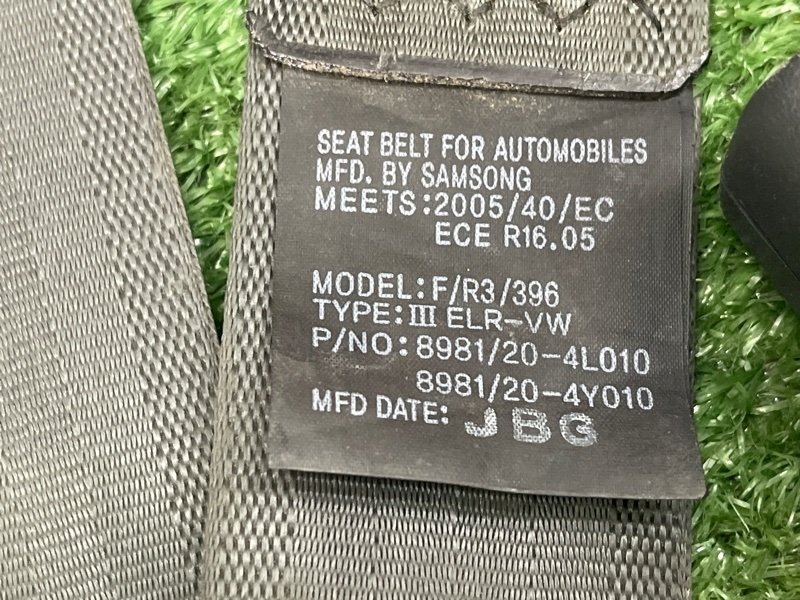 SEAT BELT FOR AUTOMOBILES
MFD. BY SAMSONG
MEETS:2005/40/EC
ECE R16.05
MODEL:F/R3/396
TYPE:III ELR-VW
P/NO:8981/20-4L010
8981/20-4Y010
MFD DATE: JBG